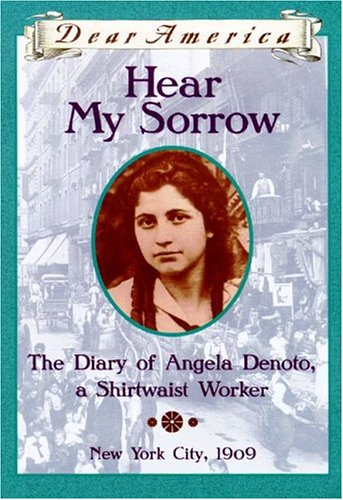 Dear America
Hear
My Sorrow
The Diary of Angela Denoto,
a Shirtwaist Worker
New York City, 1909